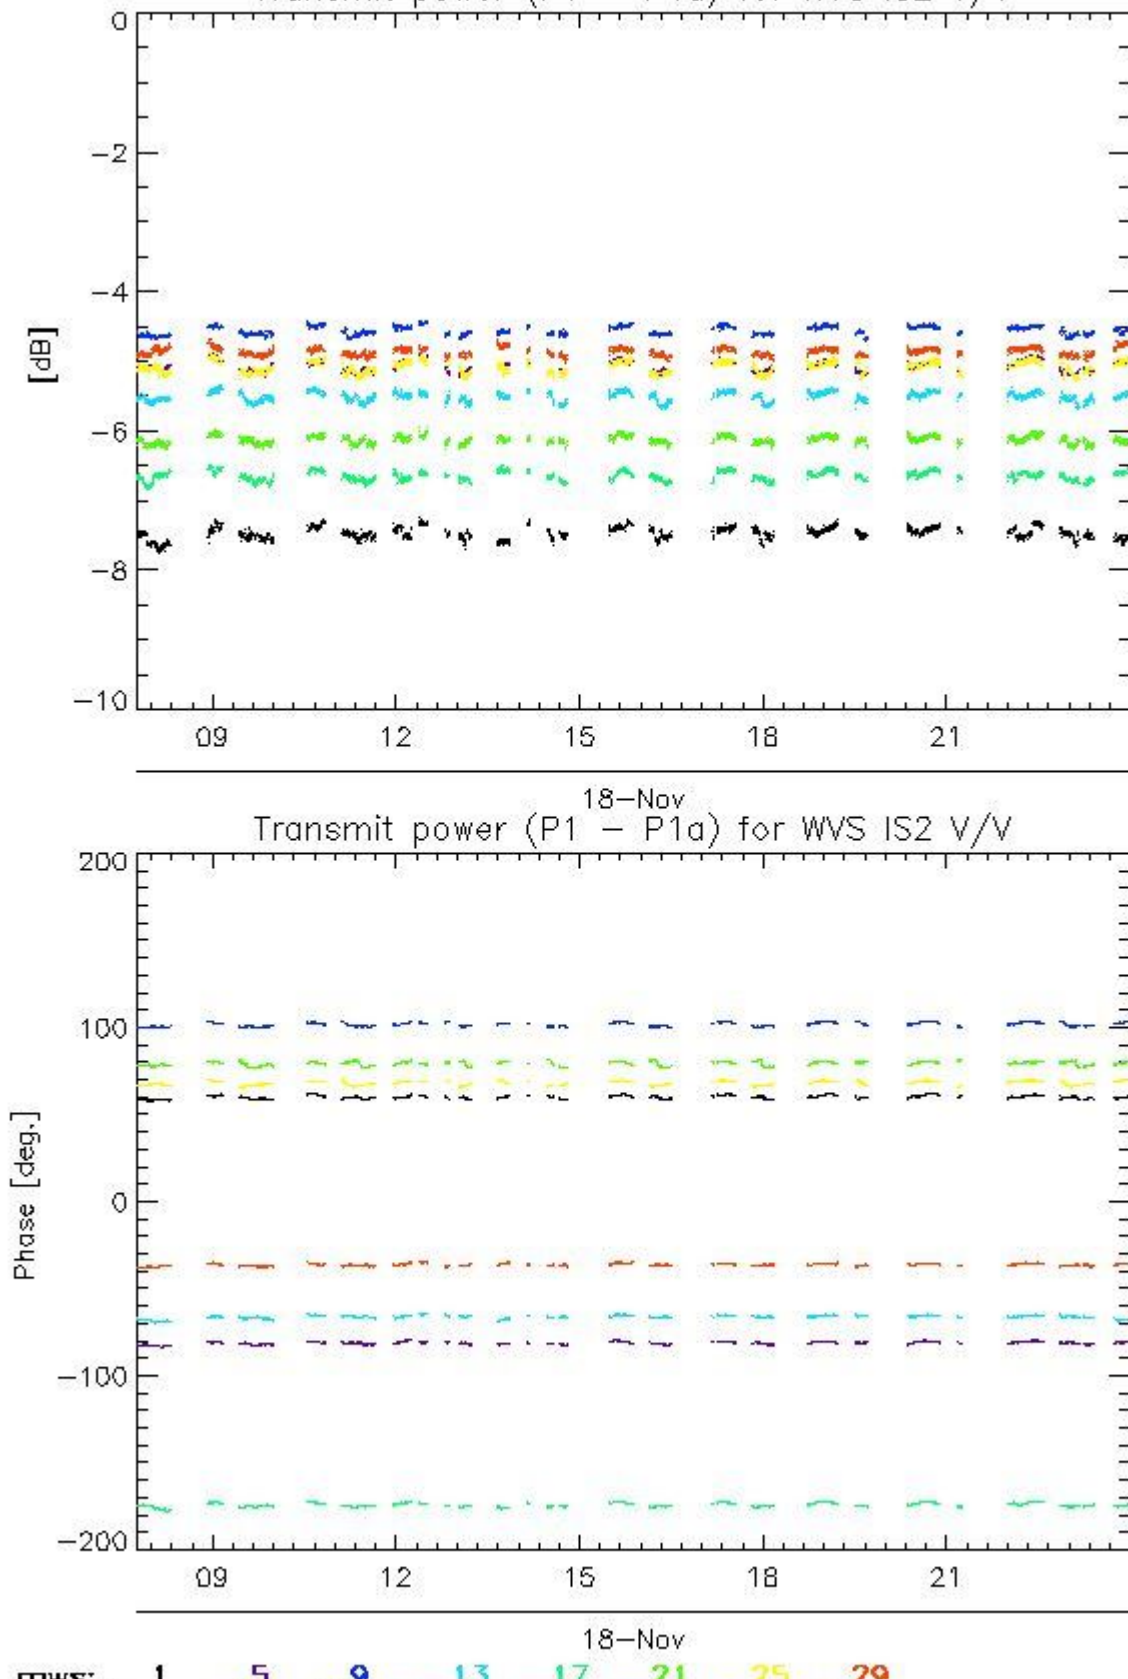 0
−2
−4
[dB]
−6
−8
−10
09 12 15 18 21
18−Nov
Transmit power (P1 − P1a) for WVS IS2 V/V
200
100
Phase [deg.]
0
−100
−200
09 12 15 18 21
18−Nov
rows: 1 5 9 13 17 21 25 29